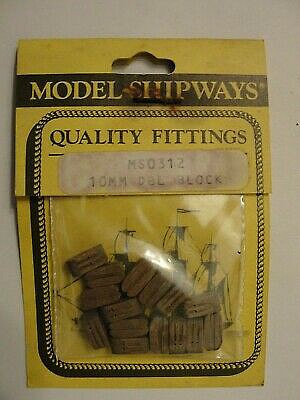 MODEL SHIPWAYS®
QUALITY FITTINGS
MS0312
10MM DBL BLOCK